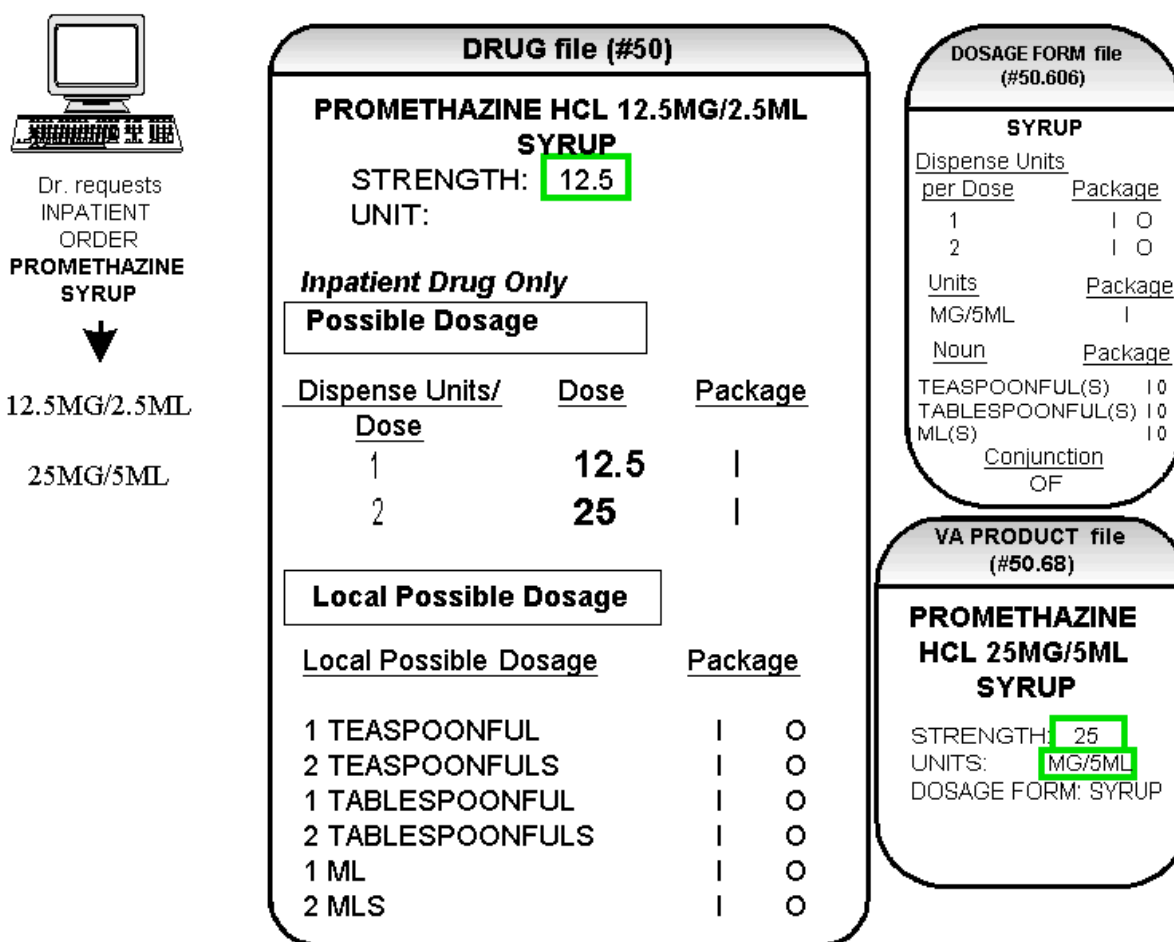 Dr. requests
INPATIENT
ORDER
PROMETHAZINE
SYRUP
12.5MG/2.5ML
25MG/5ML
DRUG file (#50)
PROMETHAZINE HCL 12.5MG/2.5ML
SYRUP
STRENGTH: 12.5
UNIT:
Inpatient Drug Only
Possible Dosage
Dispense Units/ Dose Package
Dose
1 12.5 I
2 25 I
Local Possible Dosage
Local Possible Dosage Package
1 TEASPOONFUL I O
2 TEASPOONFULS I O
1 TABLESPOONFUL I O
2 TABLESPOONFULS I O
1 ML I O
2 MLS I O
DOSAGE FORM file
(#50.606)
SYRUP
Dispense Units
per Dose Package
1 I O
2 I O
Units Package
MG/5ML I
Noun Package
TEASPOONFUL(S) I 0
TABLESPOONFUL(S) I 0
ML(S) I 0
Conjunction
OF
VA PRODUCT file
(#50.68)
PROMETHAZINE
HCL 25MG/5ML
SYRUP
STRENGTH: 25
UNITS: MG/5ML
DOSAGE FORM: SYRUP